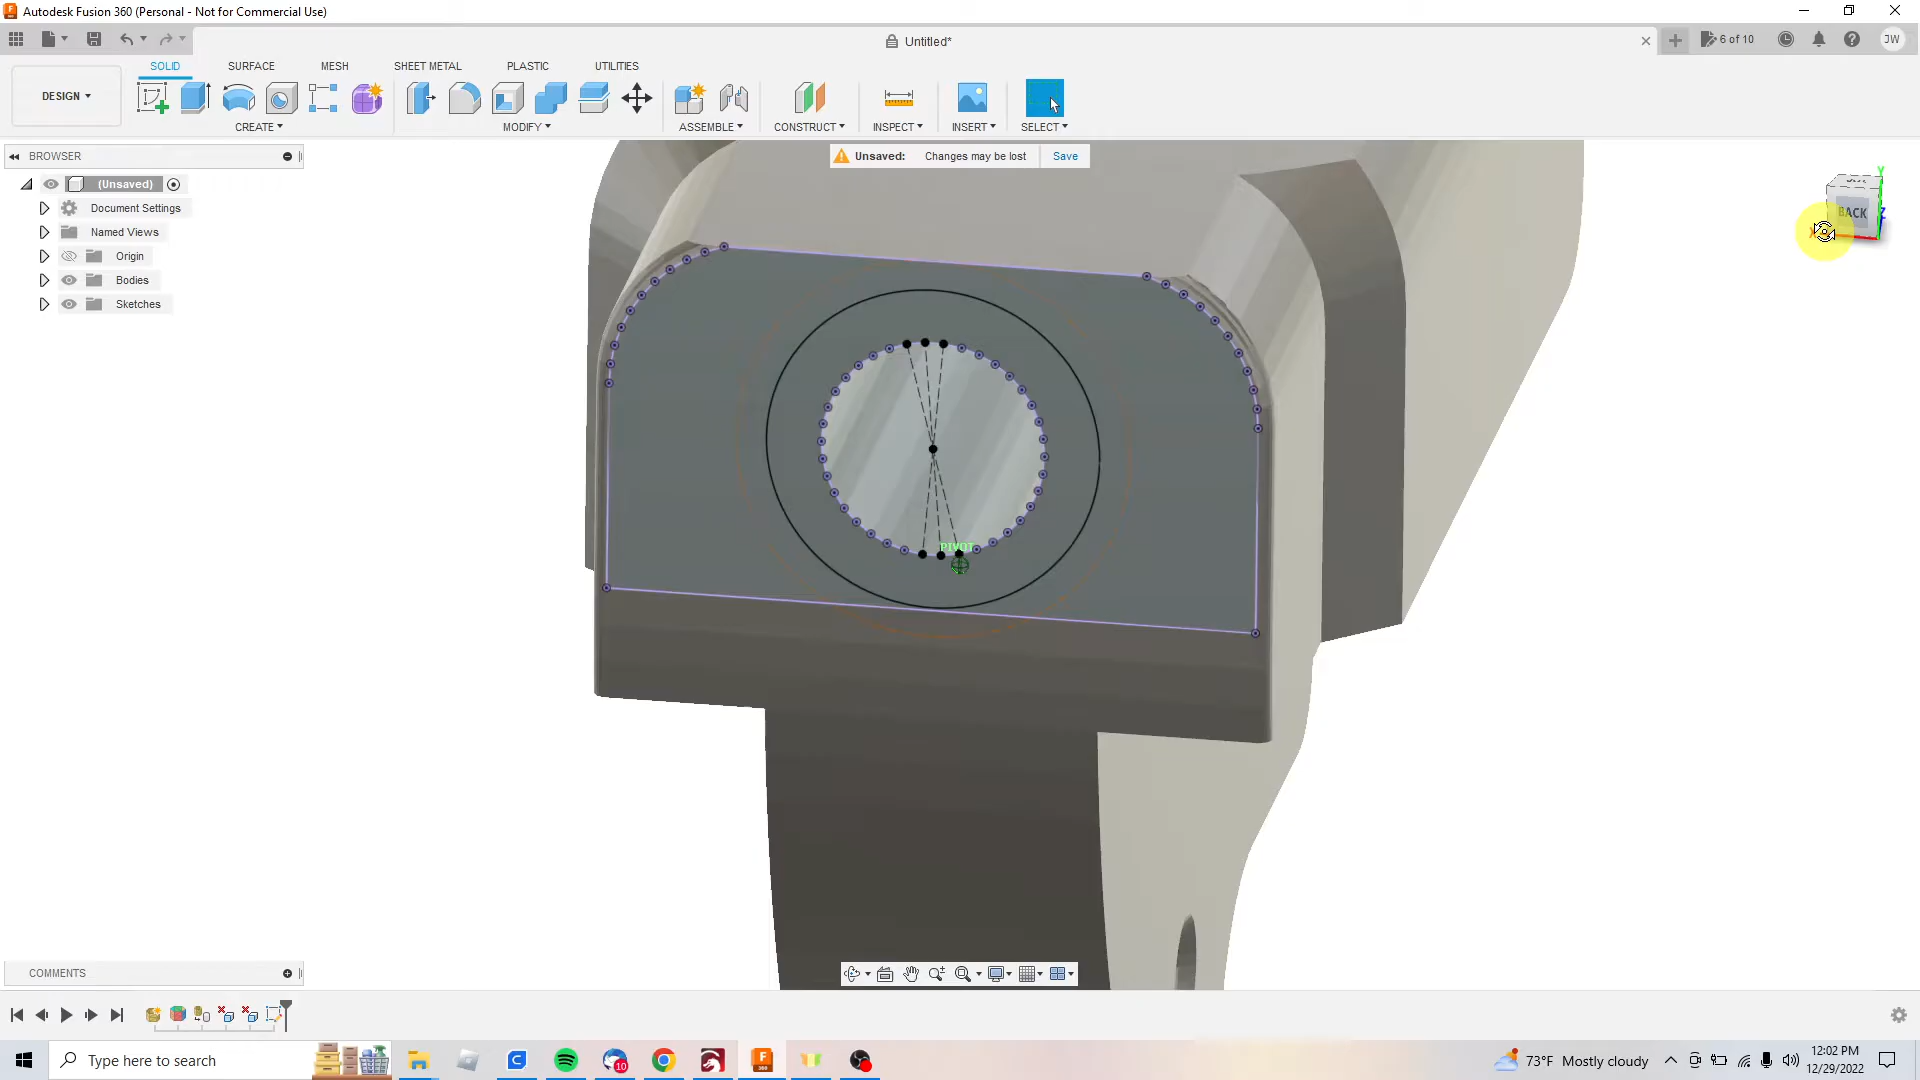 Autodesk Fusion 360 (Personal - Not for Commercial Use)
Untitled*
6 of 10
JW
DESIGN
SOLID
SURFACE
MESH
SHEET METAL
PLASTIC
UTILITIES
CREATE
MODIFY
ASSEMBLE
CONSTRUCT
INSPECT
INSERT
SELECT
BROWSER
Unsaved: Changes may be lost Save
(Unsaved)
Document Settings
Named Views
Origin
Bodies
Sketches
Y
BACK
Z
PIVOT
COMMENTS
Type here to search
10
F
360
73°F Mostly cloudy
12:02 PM
12/29/2022